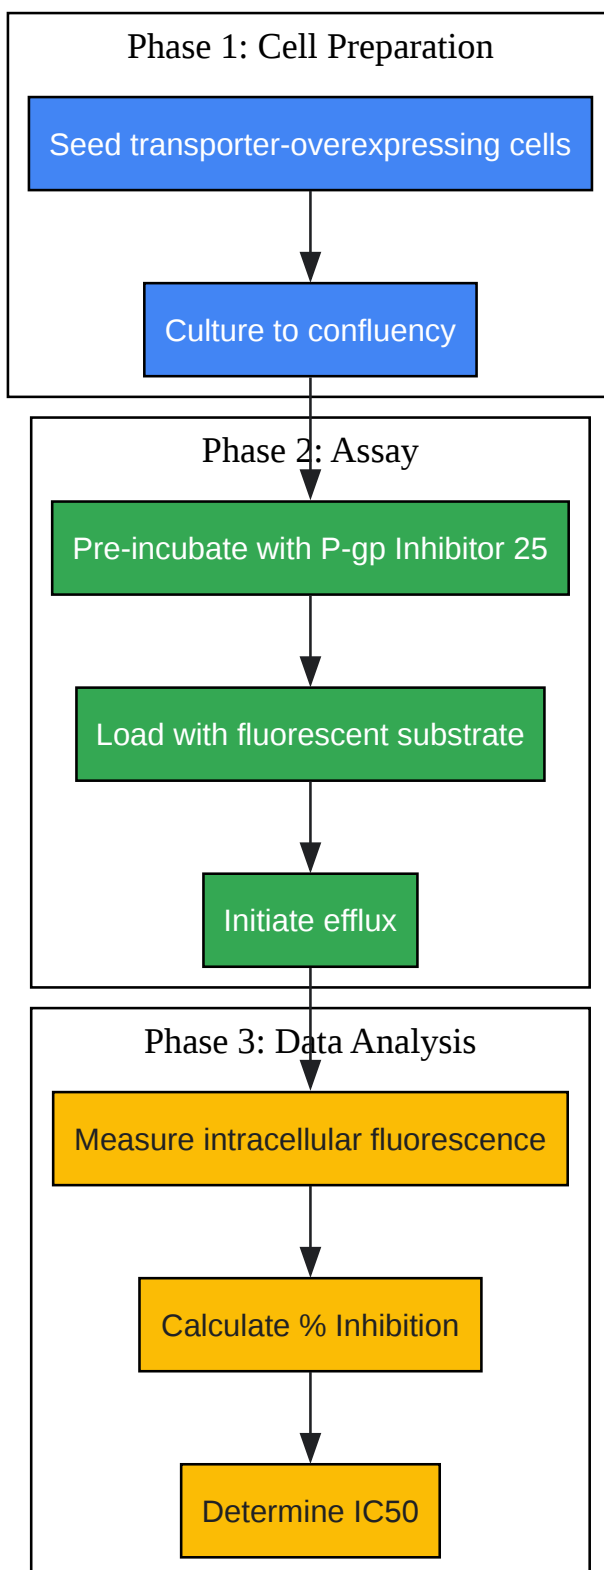 Phase 1: Cell Preparation
Seed transporter-overexpressing cells
Culture to confluency
Phase 2: Assay
Pre-incubate with P-gp Inhibitor 25
Load with fluorescent substrate
Initiate efflux
Phase 3: Data Analysis
Measure intracellular fluorescence
Calculate % Inhibition
Determine IC50